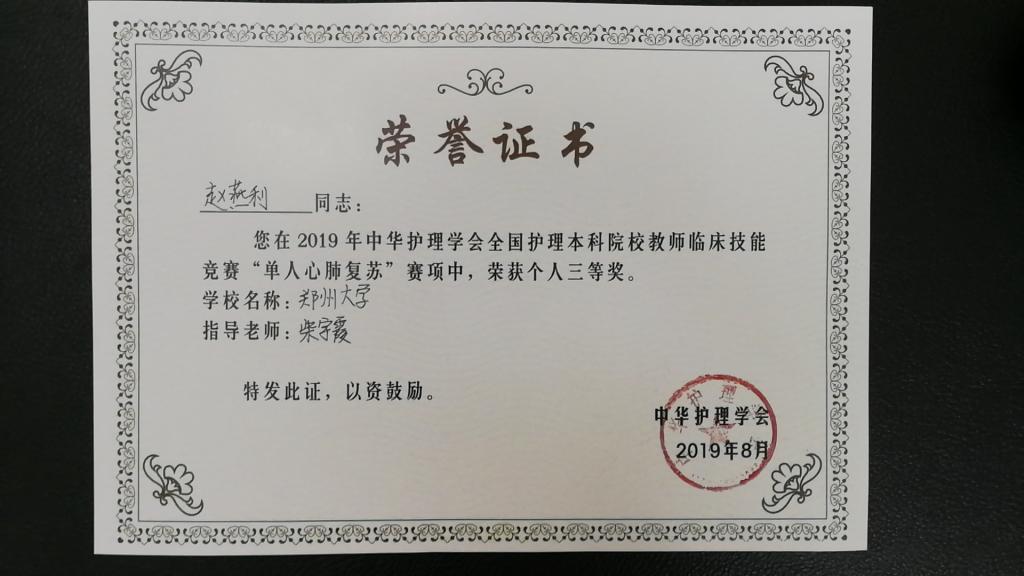 荣誉证书
赵燕利同志：
您在2019年中华护理学会全国护理本科院校教师临床技能
竞赛“单人心肺复苏”赛项中，荣获个人三等奖。
学校名称：郑州大学
指导老师：柴宇霞
特发此证，以资鼓励。
中华护理学会
2019年8月